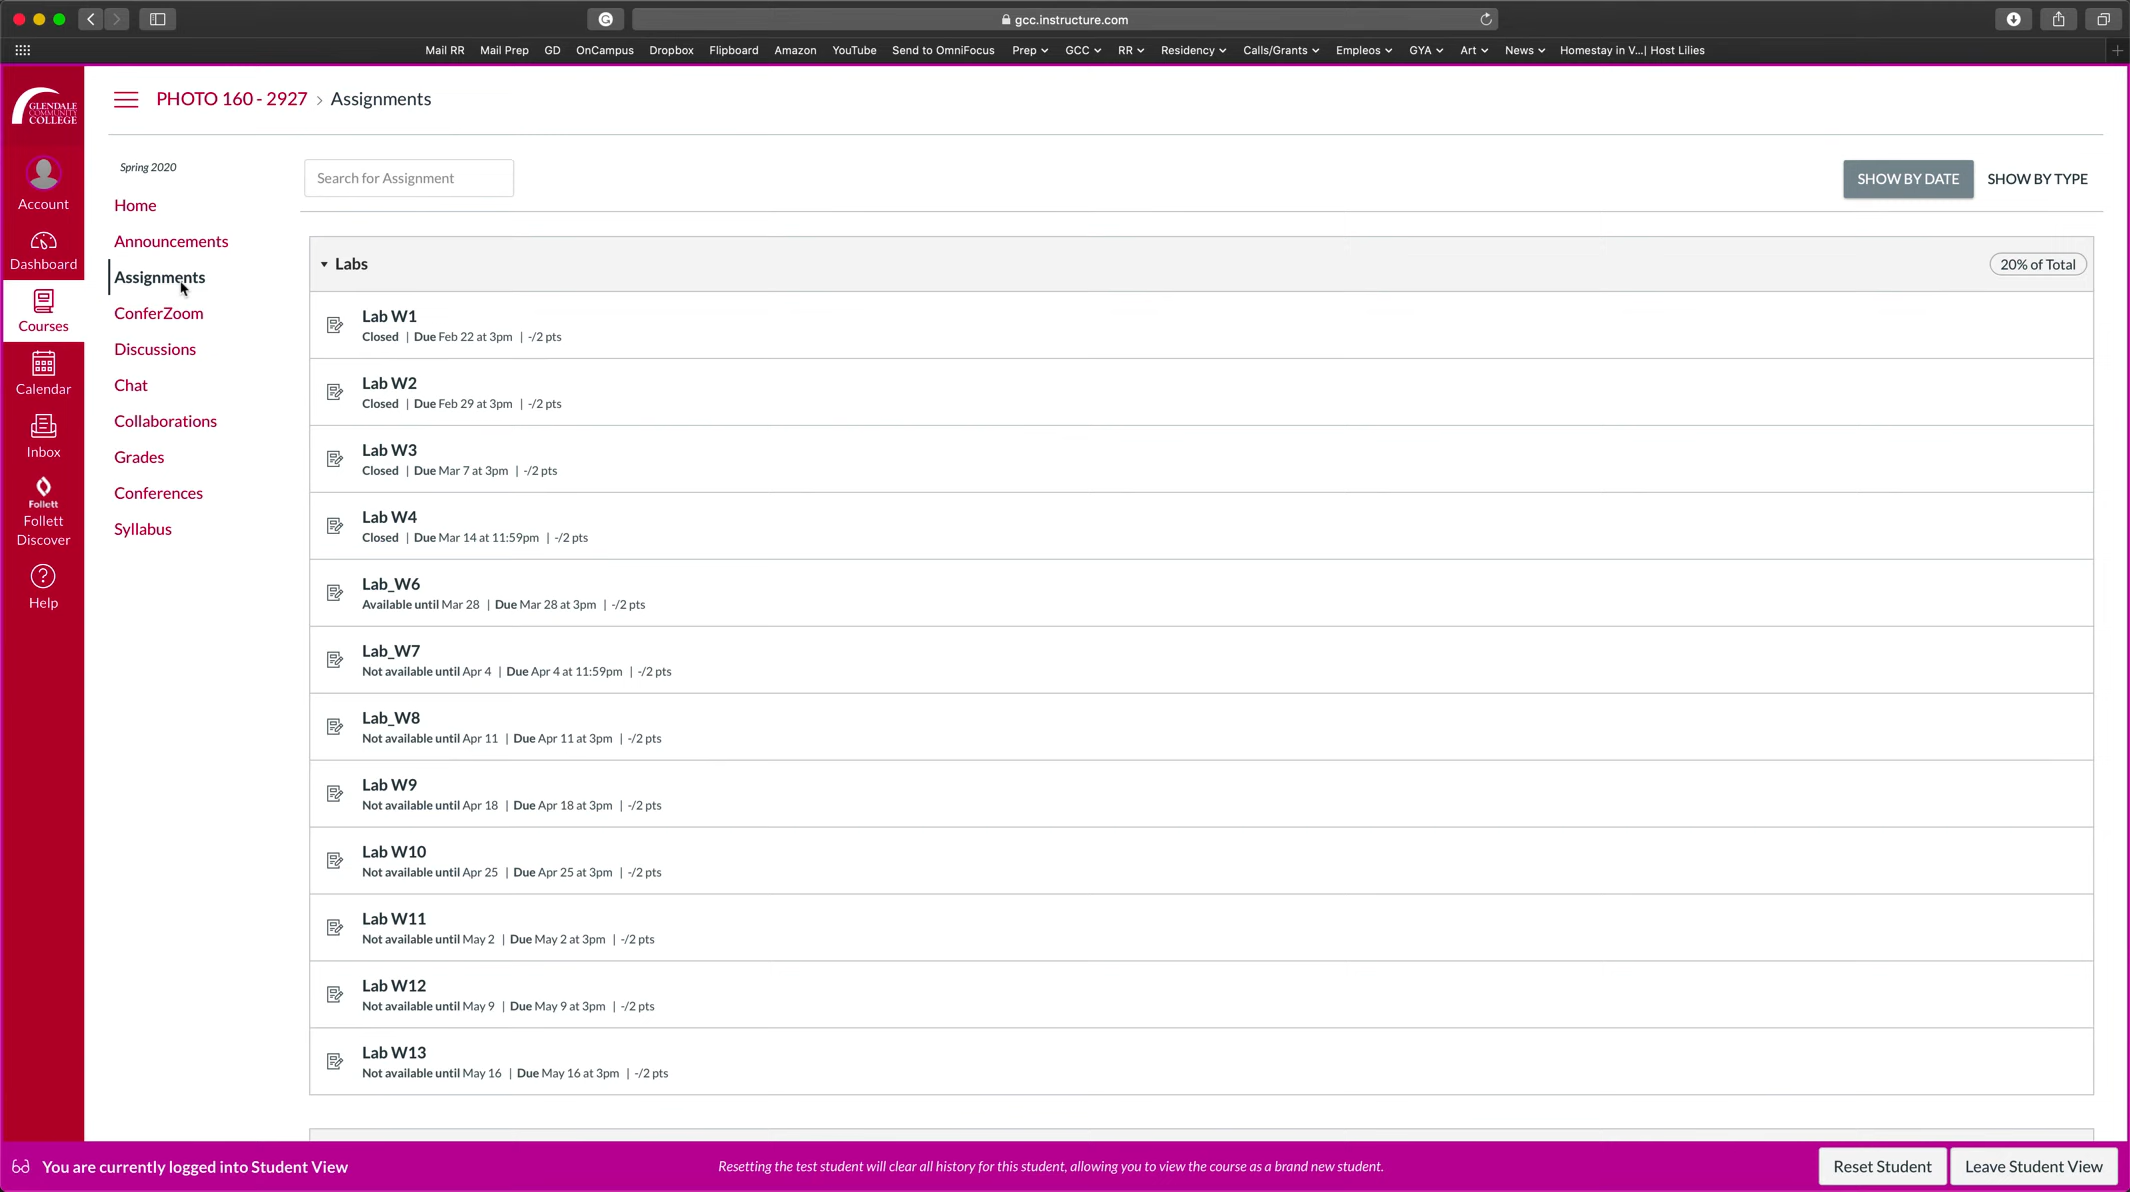 gcc.instructure.com
Mail RR Mail Prep GD OnCampus Dropbox Flipboard Amazon YouTube Send to OmniFocus Prep GCC RR Residency Calls/Grants Empleos GYA Art News Homestay in V...| Host Lilies
GLENDALE
COMMUNITY
COLLEGE
PHOTO 160 - 2927 › Assignments
Account
Dashboard
Courses
Calendar
Inbox
Follett
Follett
Discover
Help
Spring 2020
Home
Announcements
Assignments
ConferZoom
Discussions
Chat
Collaborations
Grades
Conferences
Syllabus
Search for Assignment
SHOW BY DATE SHOW BY TYPE
Labs 20% of Total
Lab W1
Closed | Due Feb 22 at 3pm | -/2 pts
Lab W2
Closed | Due Feb 29 at 3pm | -/2 pts
Lab W3
Closed | Due Mar 7 at 3pm | -/2 pts
Lab W4
Closed | Due Mar 14 at 11:59pm | -/2 pts
Lab_W6
Available until Mar 28 | Due Mar 28 at 3pm | -/2 pts
Lab_W7
Not available until Apr 4 | Due Apr 4 at 11:59pm | -/2 pts
Lab_W8
Not available until Apr 11 | Due Apr 11 at 3pm | -/2 pts
Lab W9
Not available until Apr 18 | Due Apr 18 at 3pm | -/2 pts
Lab W10
Not available until Apr 25 | Due Apr 25 at 3pm | -/2 pts
Lab W11
Not available until May 2 | Due May 2 at 3pm | -/2 pts
Lab W12
Not available until May 9 | Due May 9 at 3pm | -/2 pts
Lab W13
Not available until May 16 | Due May 16 at 3pm | -/2 pts
You are currently logged into Student View
Resetting the test student will clear all history for this student, allowing you to view the course as a brand new student.
Reset Student
Leave Student View